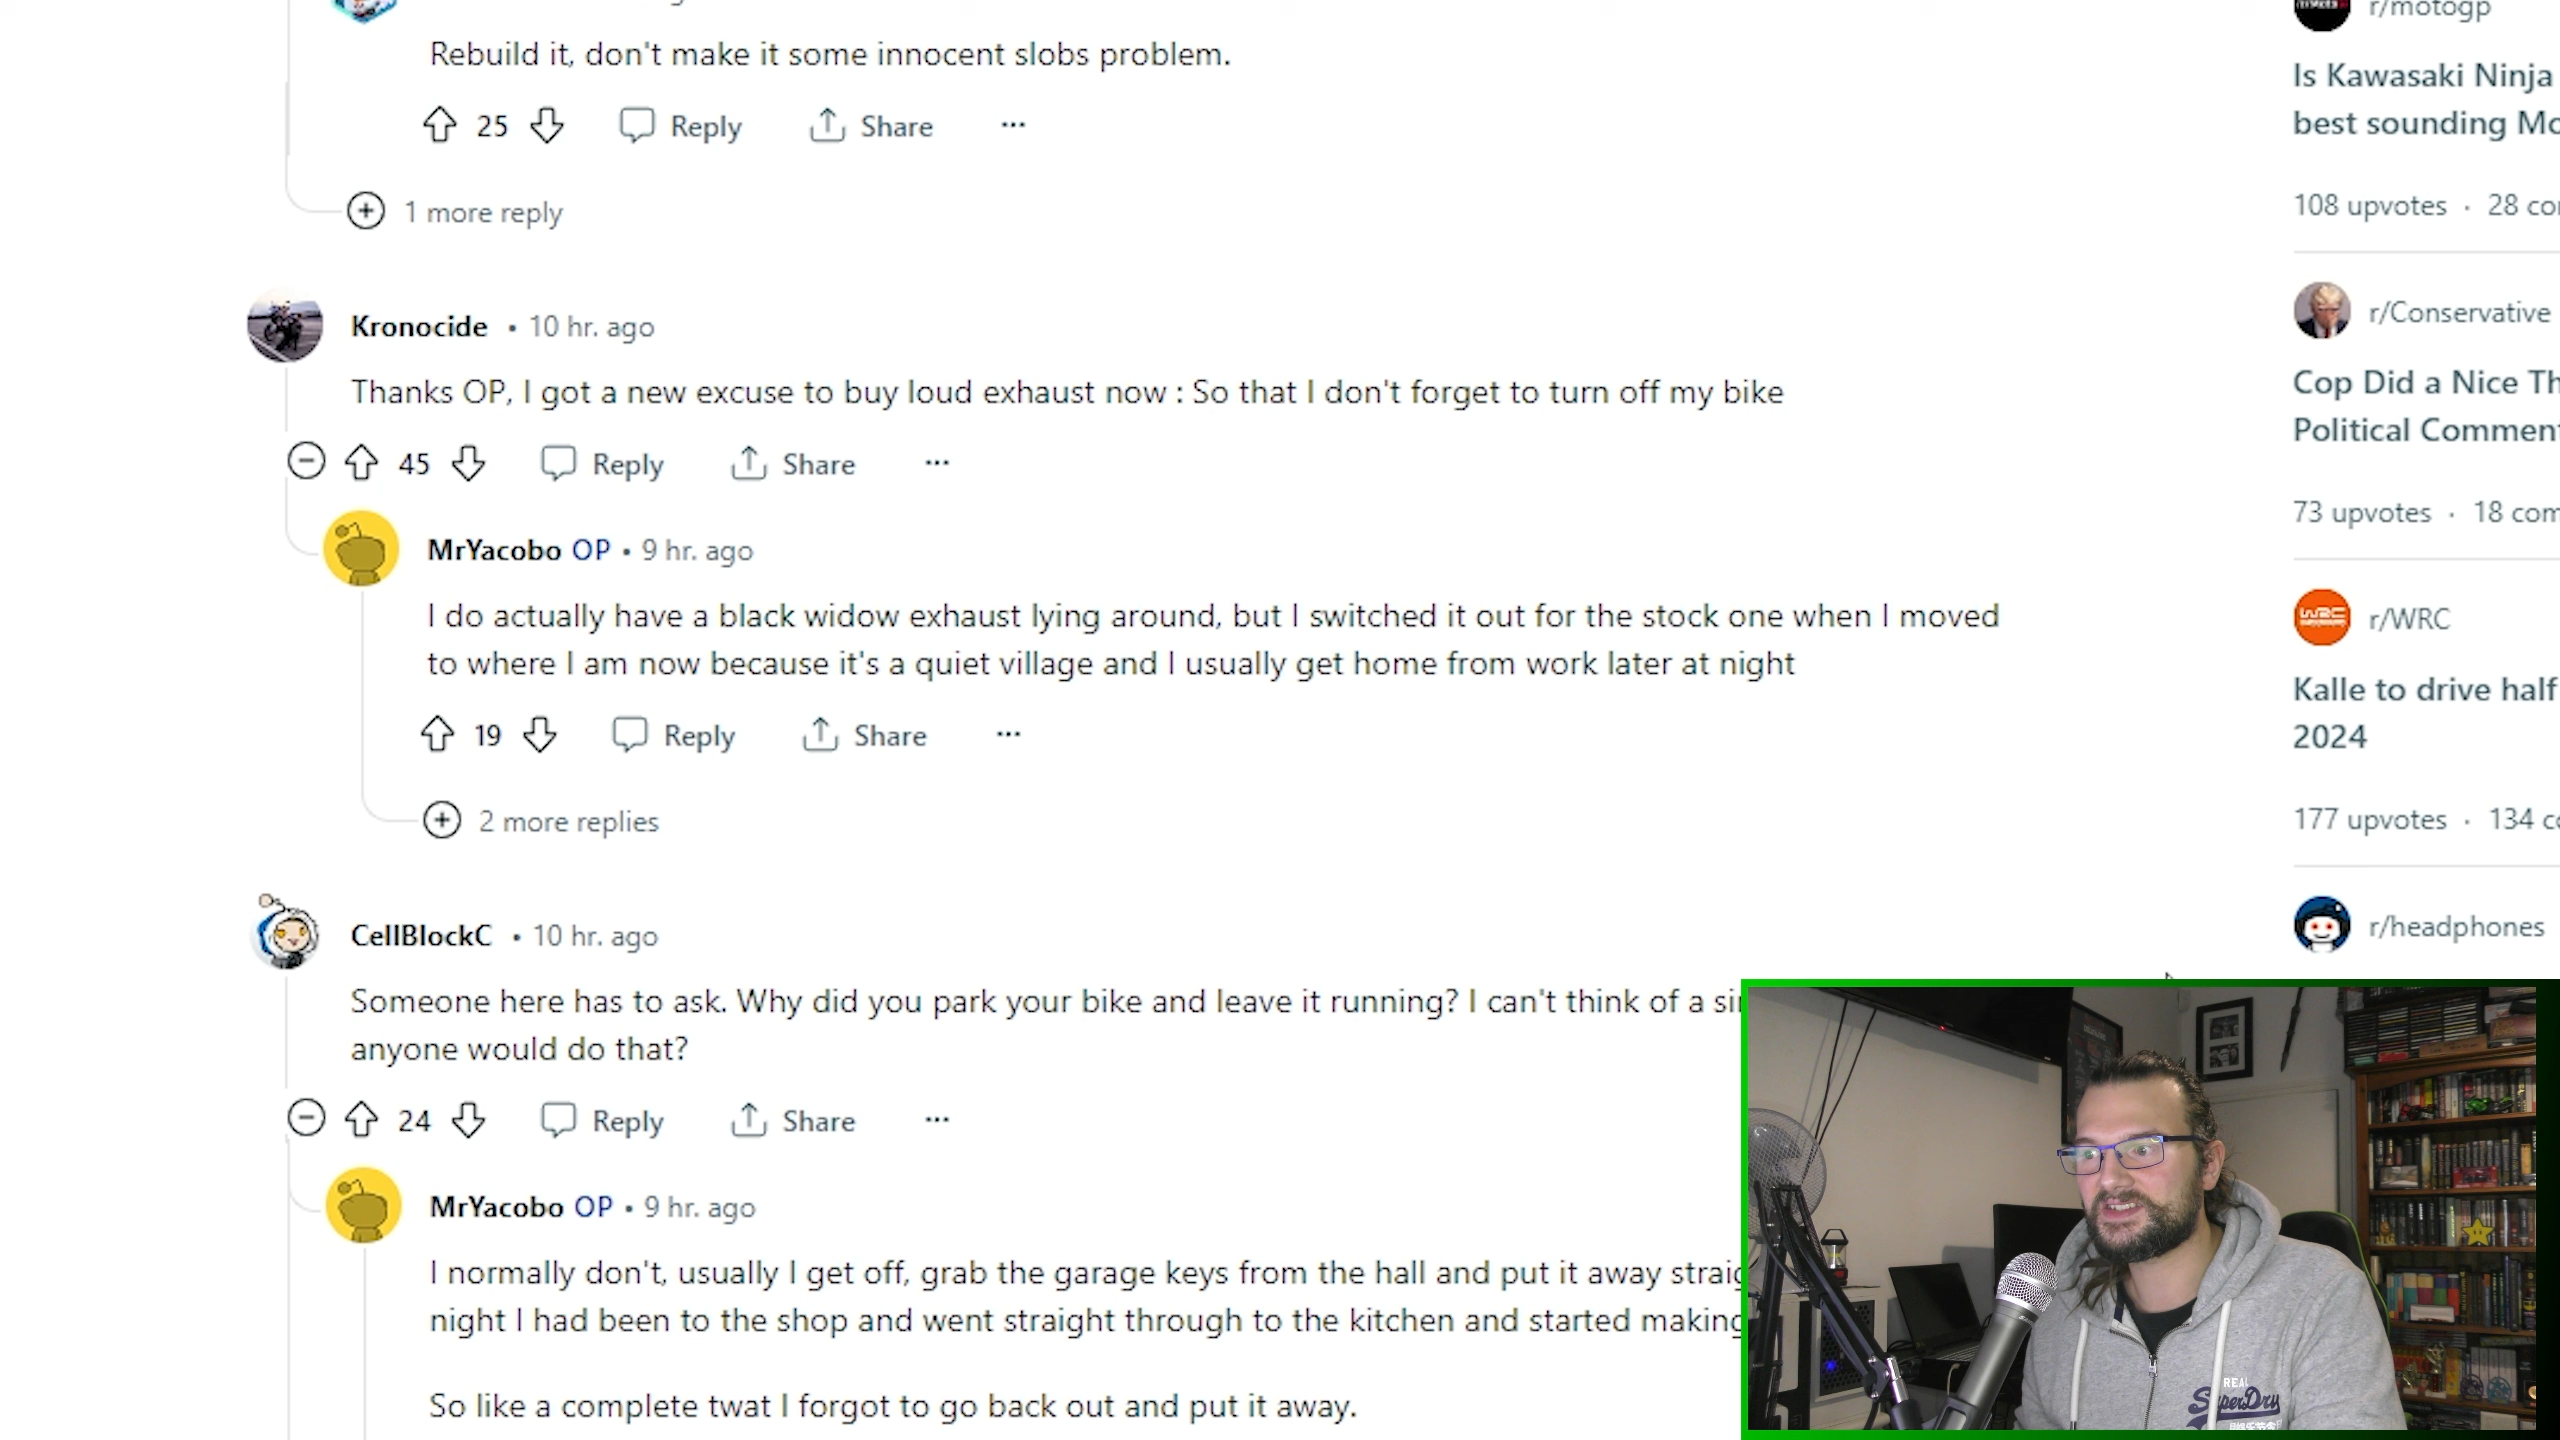 Rebuild it, don't make it some innocent slobs problem.
25 Reply Share ...
1 more reply
Kronocide • 10 hr. ago
Thanks OP, I got a new excuse to buy loud exhaust now : So that I don't forget to turn off my bike
45 Reply Share ...
MrYacobo OP • 9 hr. ago
I do actually have a black widow exhaust lying around, but I switched it out for the stock one when I moved
to where I am now because it's a quiet village and I usually get home from work later at night
19 Reply Share ...
2 more replies
CellBlockC • 10 hr. ago
Someone here has to ask. Why did you park your bike and leave it running? I can't think of a
anyone would do that?
24 Reply Share ...
MrYacobo OP • 9 hr. ago
I normally don't, usually I get off, grab the garage keys from the hall and put it away
night I had been to the shop and went straight through to the kitchen and started making
So like a complete twat I forgot to go back out and put it away.
r/motogp
Is Kawasaki Ninja
best sounding
108 upvotes · 28
r/Conservative
Cop Did a Nice
Political
73 upvotes · 18
r/WRC
Kalle to drive half
2024
177 upvotes · 134
r/headphones
REAL
SuperDry